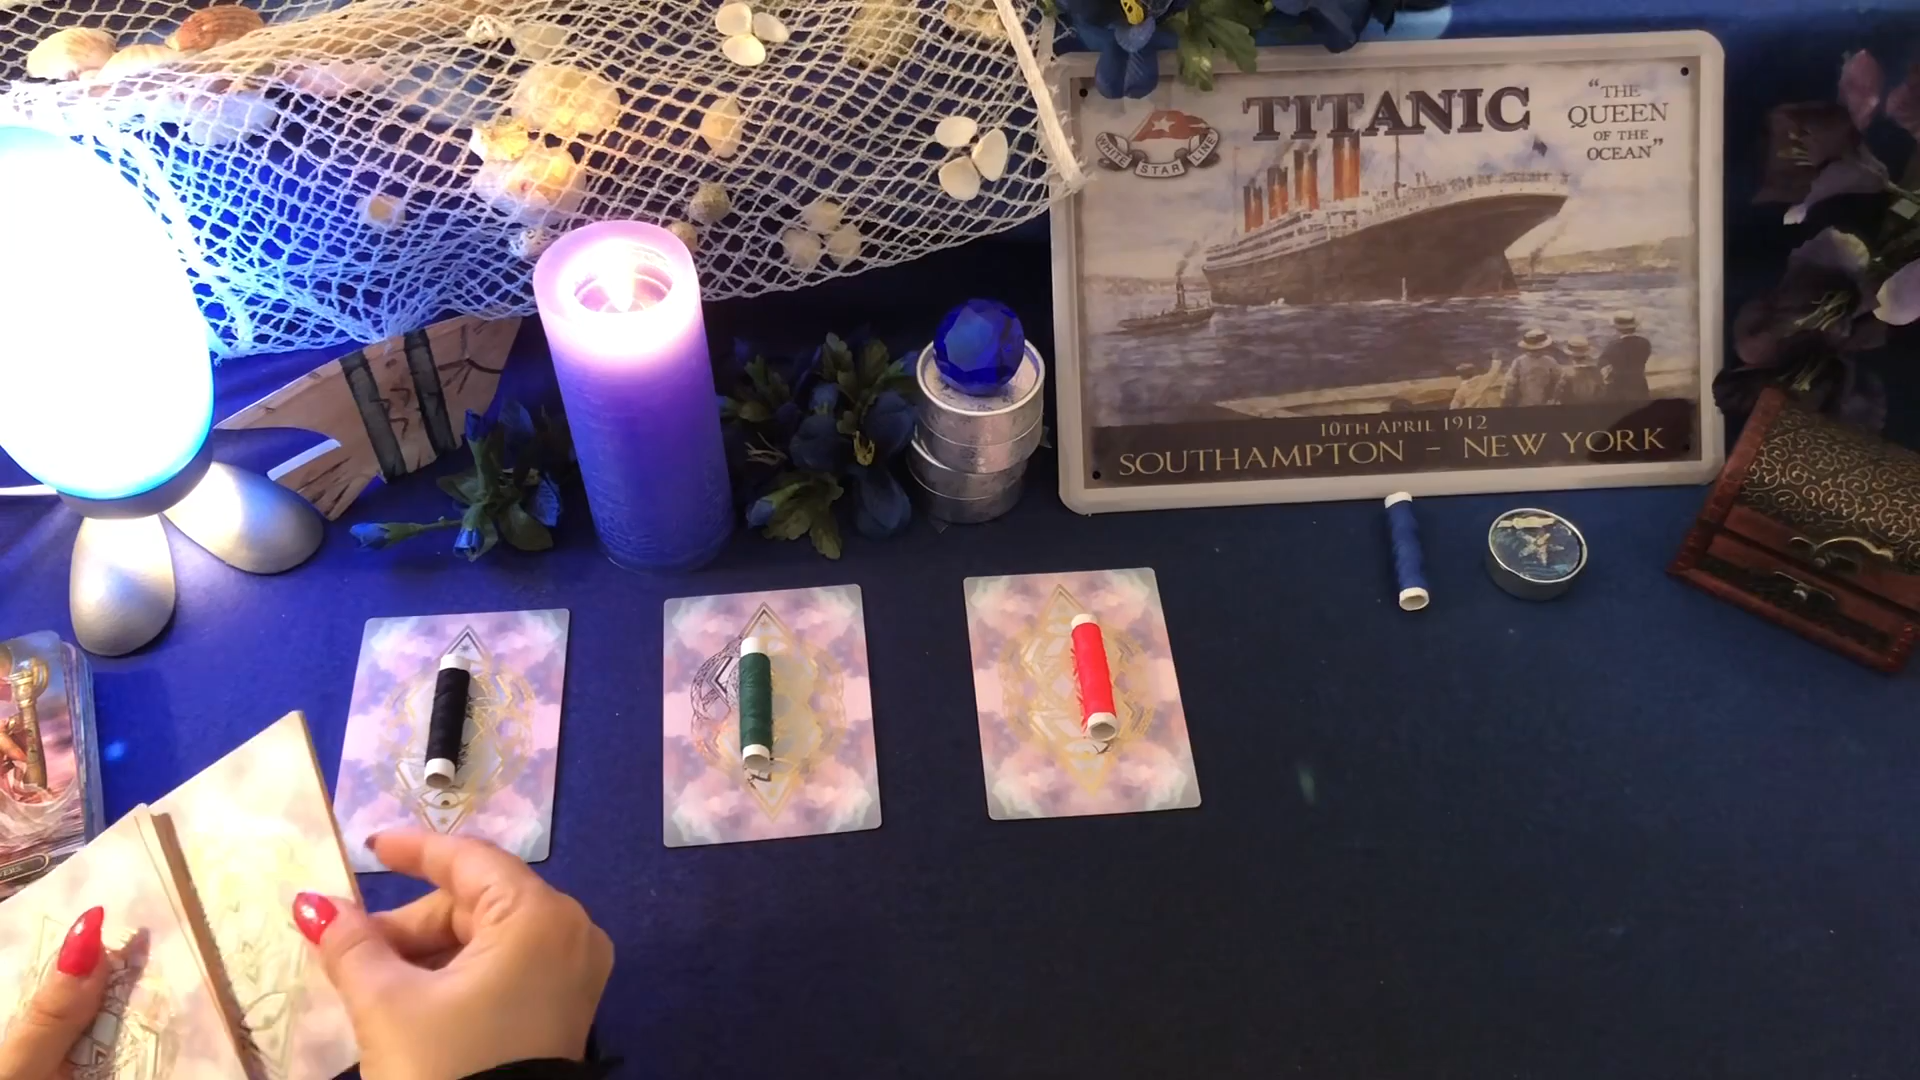 TITANIC
"THE
QUEEN
OF THE
OCEAN"
WHITE STAR LINE
10TH APRIL 1912
SOUTHAMPTON - NEW YORK